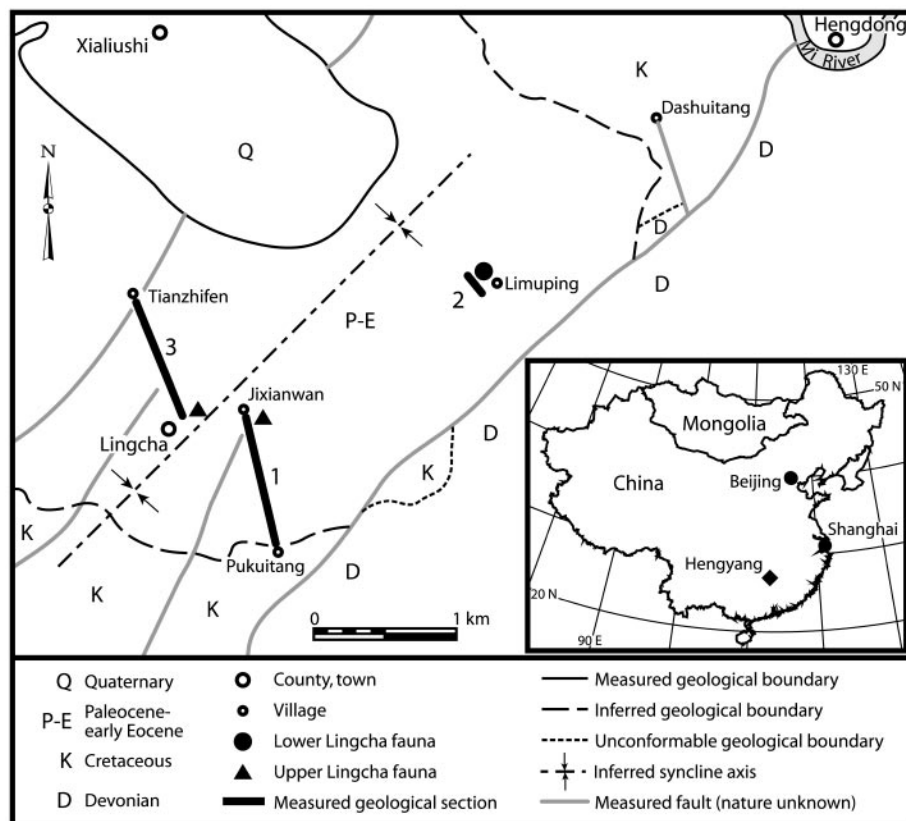 Hengdong
Mi River
Xialiushi
K
Dashuitang
D
Q
N
D
D
Tianzhifen
2
Limuping
P-E
3
130 E
50 N
Jixianwan
Mongolia
Lingcha
D
K
China
Beijing
1
Shanghai
K
Pukuitang
D
Hengyang
K
K
20 N
0
1 km
90 E
Q Quaternary
P-E Paleocene-
early Eocene
K Cretaceous
D Devonian
County, town
Village
Lower Lingcha fauna
Upper Lingcha fauna
Measured geological section
Measured geological boundary
Inferred geological boundary
Unconformable geological boundary
Inferred syncline axis
Measured fault (nature unknown)